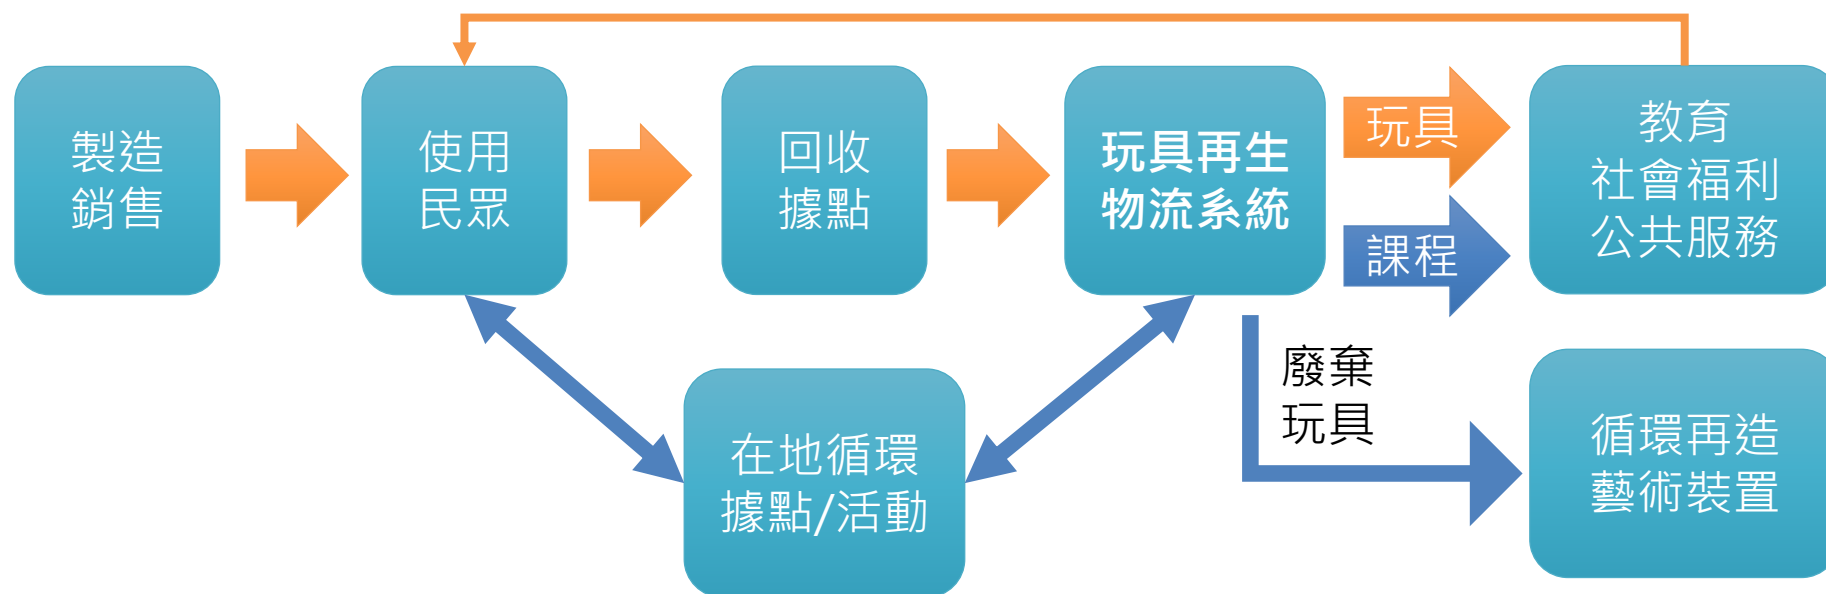 製造
銷售
使用
民眾
回收
據點
玩具再生
物流系統
玩具
課程
教育
社會福利
公共服務
在地循環
據點/活動
廢棄
玩具
循環再造
藝術裝置